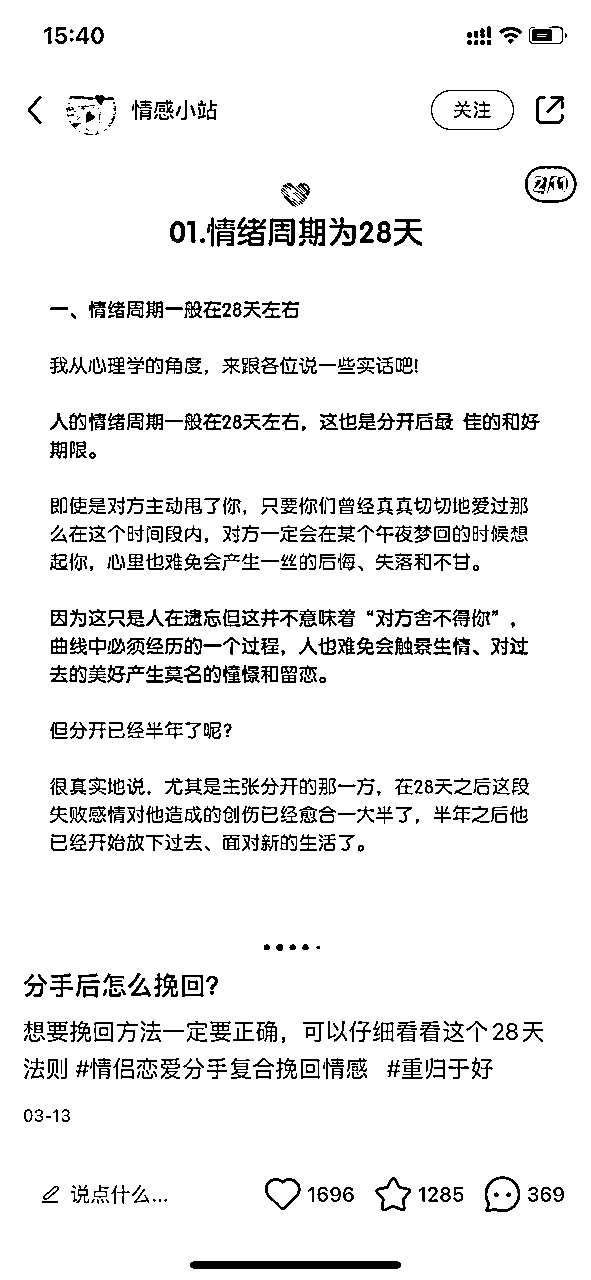 15:40
情感小站
关注
01.情绪周期为28天
一、情绪周期一般在28天左右
我从心理学的角度，来跟各位说一些实话吧!
人的情绪周期一般在28天左右，这也是分开后最 佳的和好
期限。
即使是对方主动甩了你，只要你们曾经真真切切地爱过那
么在这个时间段内，对方一定会在某个午夜梦回的时候想
起你，心里也难免会产生一丝的后悔、失落和不甘。
因为这只是人在遗忘但这并不意味着“对方舍不得你”，
曲线中必须经历的一个过程，人也难免会触景生情、对过
去的美好产生莫名的憧憬和留恋。
但分开已经半年了呢?
很真实地说，尤其是主张分开的那一方，在28天之后这段
失败感情对他造成的创伤已经愈合一大半了，半年之后他
已经开始放下过去、面对新的生活了。
分手后怎么挽回?
想要挽回方法一定要正确，可以仔细看看这个28天
法则 #情侣恋爱分手复合挽回情感 #重归于好
03-13
说点什么...
1696
1285
369